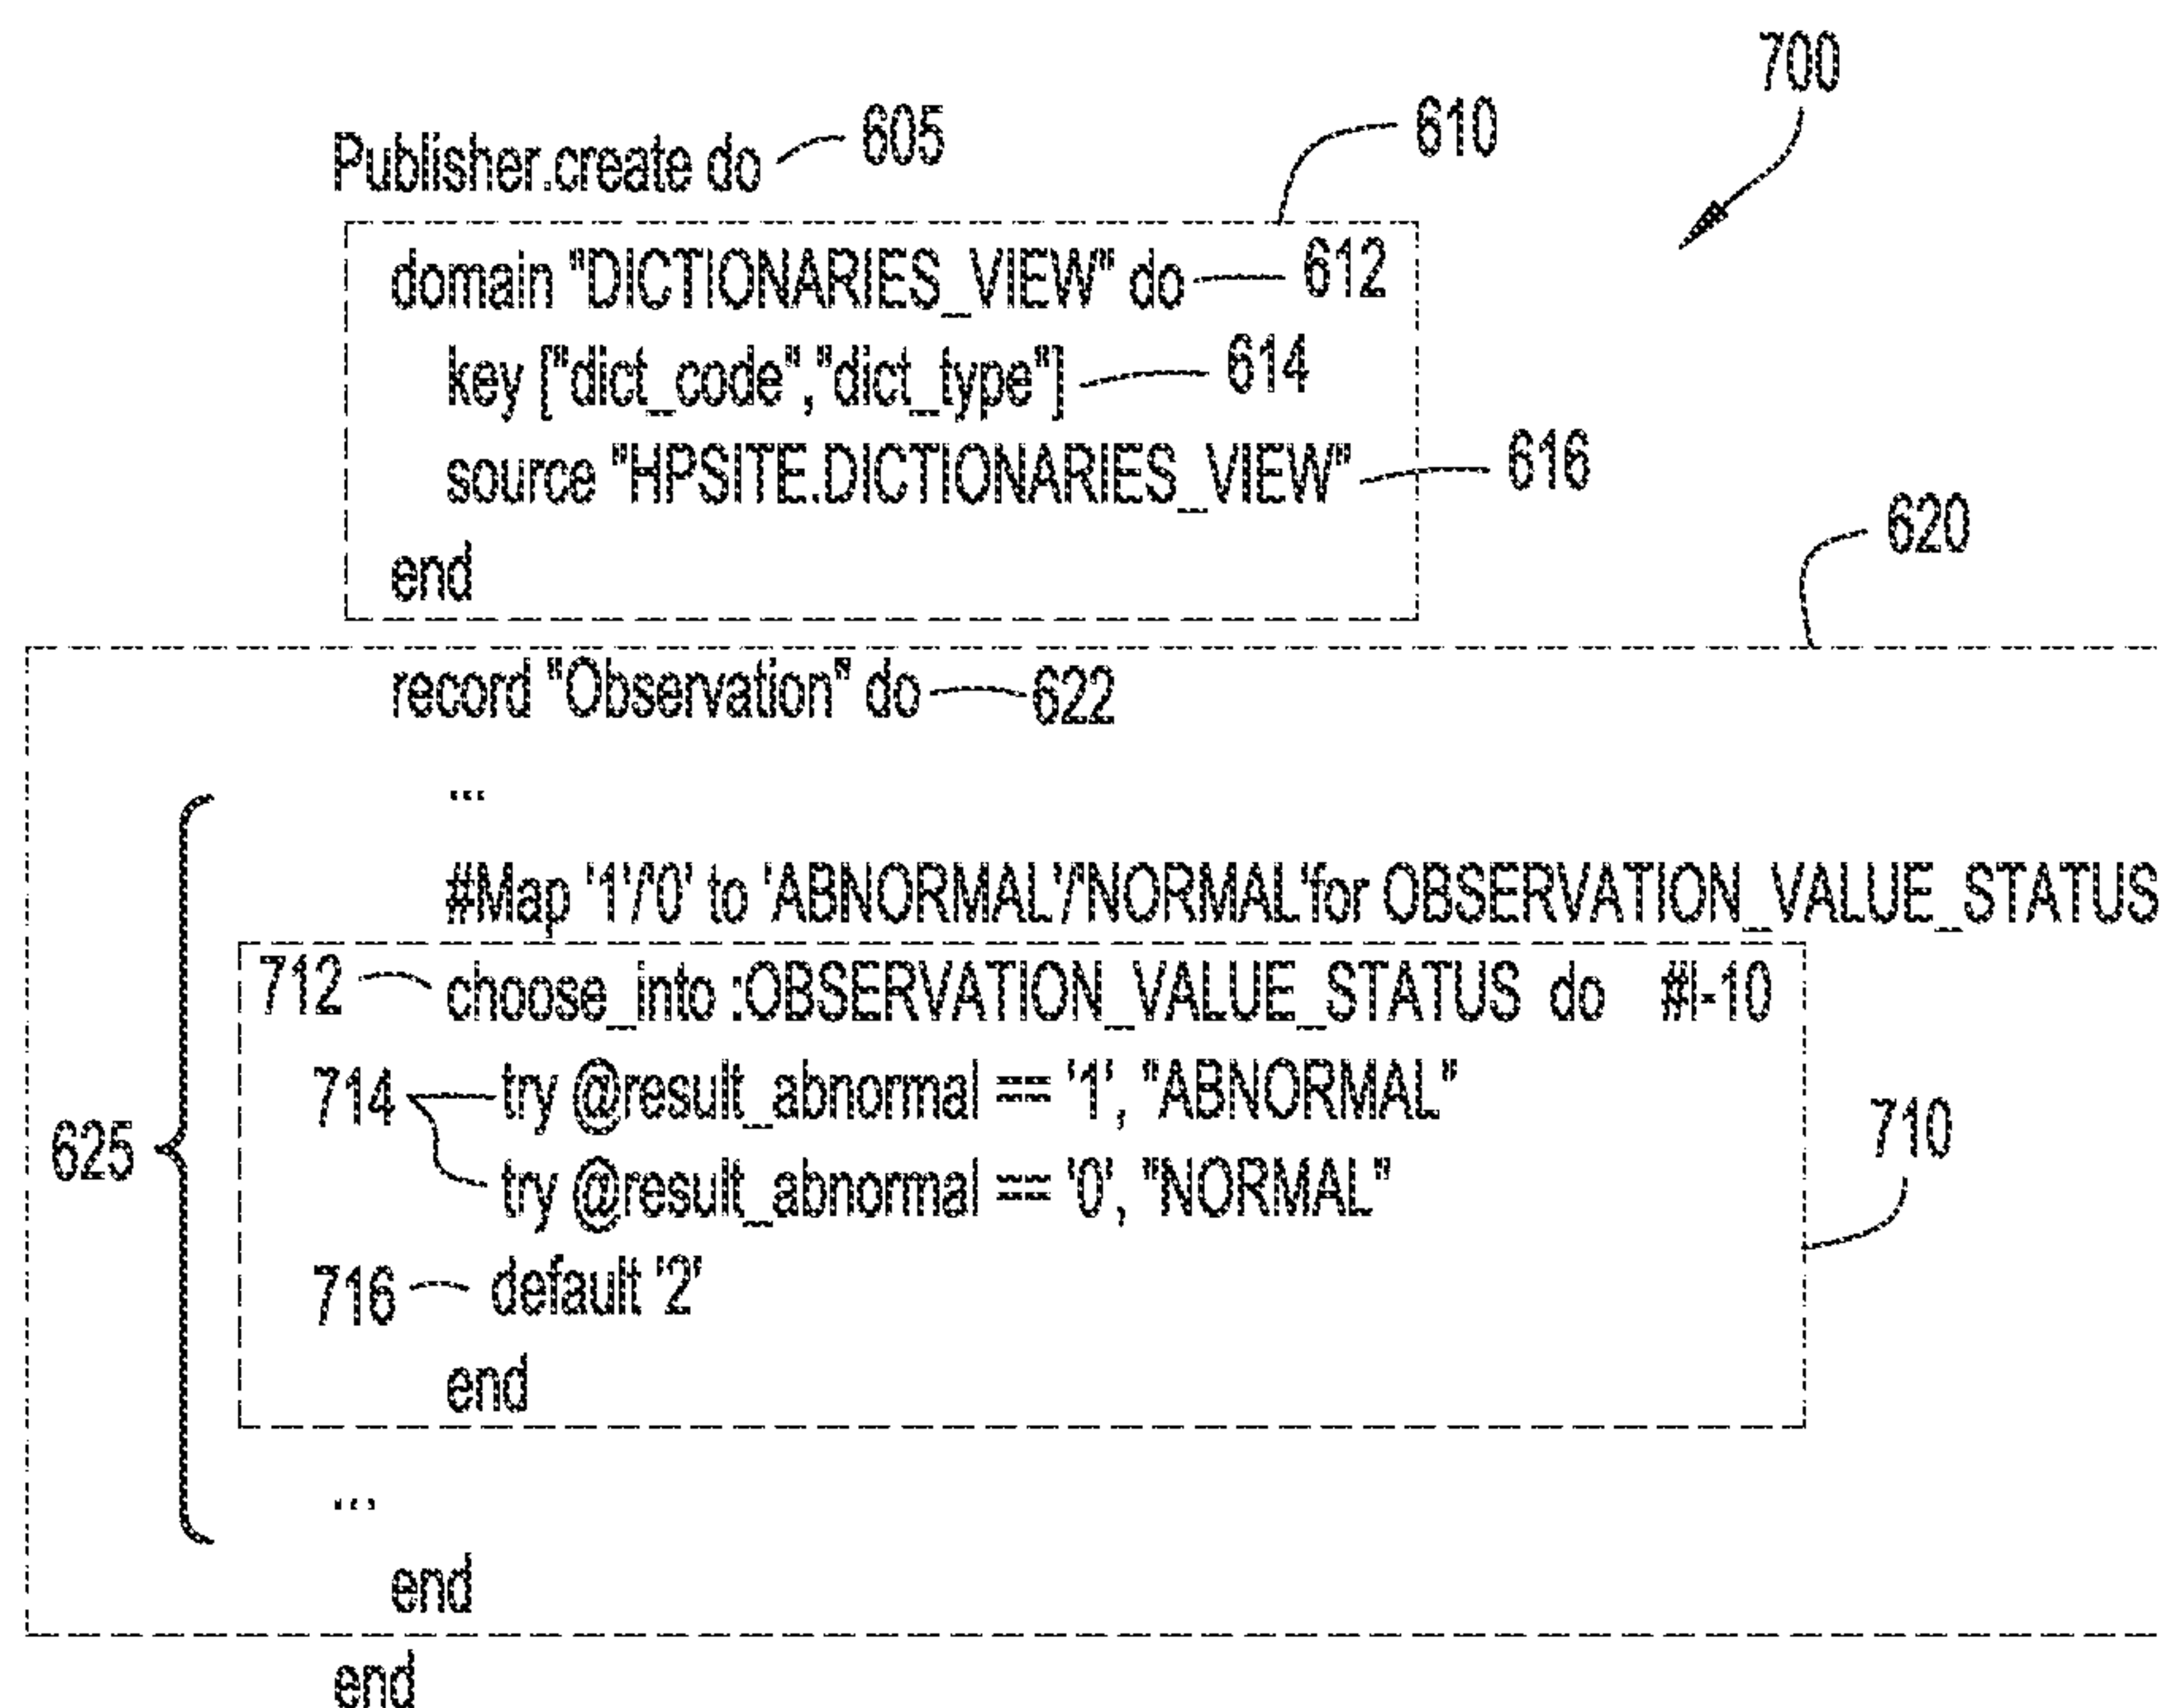 700
Publisher.create do 605
610
domain "DICTIONARIES_VIEW" do 612
key ["dict_code","dict_type"] 614
source "HPSITE.DICTIONARIES_VIEW" 616
end
620
record "Observation" do 622
...
#Map '1'/'0' to 'ABNORMAL'/'NORMAL'for OBSERVATION_VALUE_STATUS
712 choose_into :OBSERVATION_VALUE_STATUS do #I-10
714 try @result_abnormal == '1', "ABNORMAL"
625 710
try @result_abnormal == '0', "NORMAL"
716 default '2'
end
...
end
end